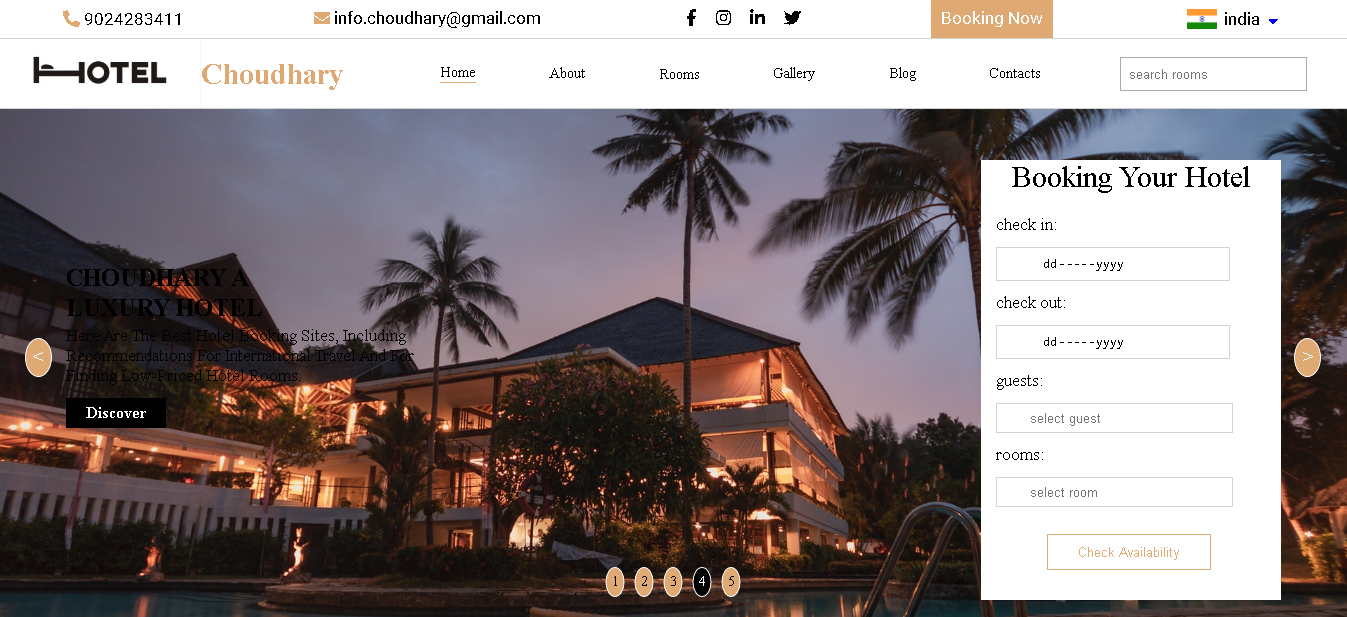 9024283411
info.choudhary@gmail.com
Booking Now
india
HOTEL
Choudhary
Home
About
Rooms
Gallery
Blog
Contacts
search rooms
CHOUDHARY A
LUXURY HOTEL
Here Are The Best Hotel Booking Sites, Including
Recommendations For International Travel And For
Finding Low-Priced Hotel Rooms.
Discover
<
>
1 2 3 4 5
Booking Your Hotel
check in:
dd-----yyyy
check out:
dd-----yyyy
guests:
select guest
rooms:
select room
Check Availability